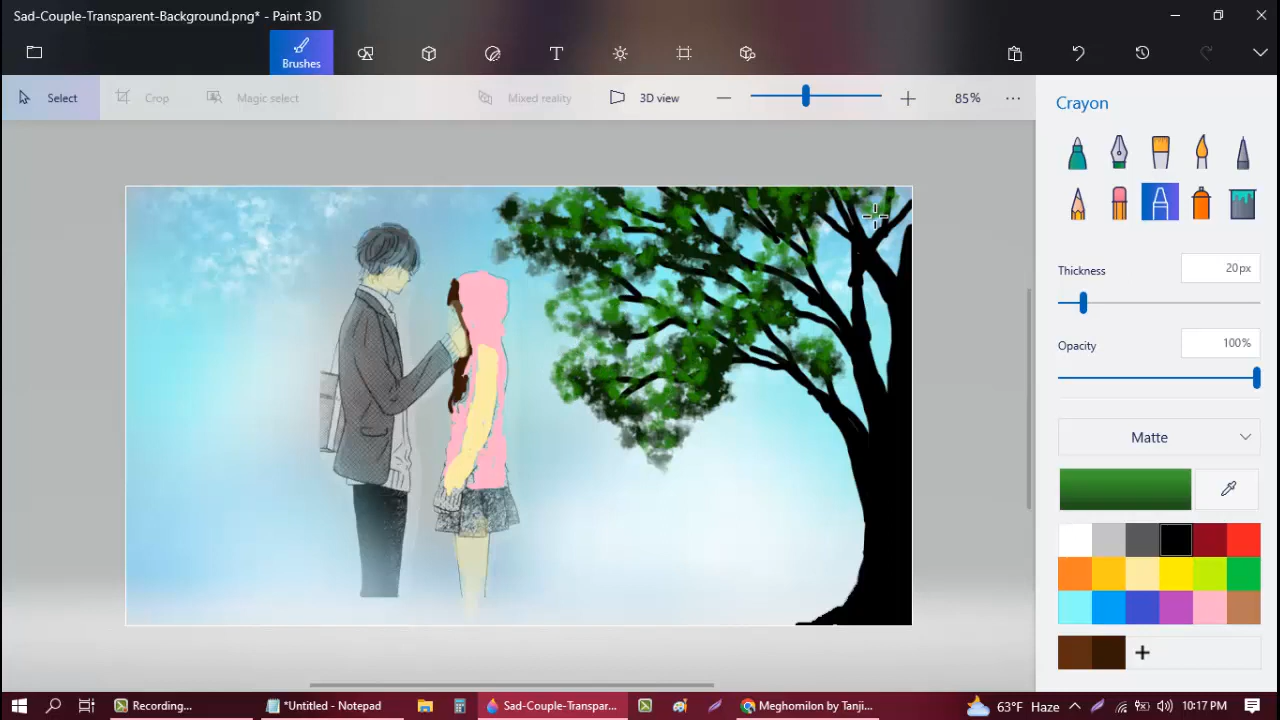 Sad-Couple-Transparent-Background.png* - Paint 3D
Brushes
Select
Crop
Magic select
Mixed reality
3D view
85%
Crayon
Thickness
20px
Opacity
100%
Matte
Recording...
*Untitled - Notepad
Sad-Couple-Transpar...
Meghomilon by Tanji...
63°F Haze
10:17 PM